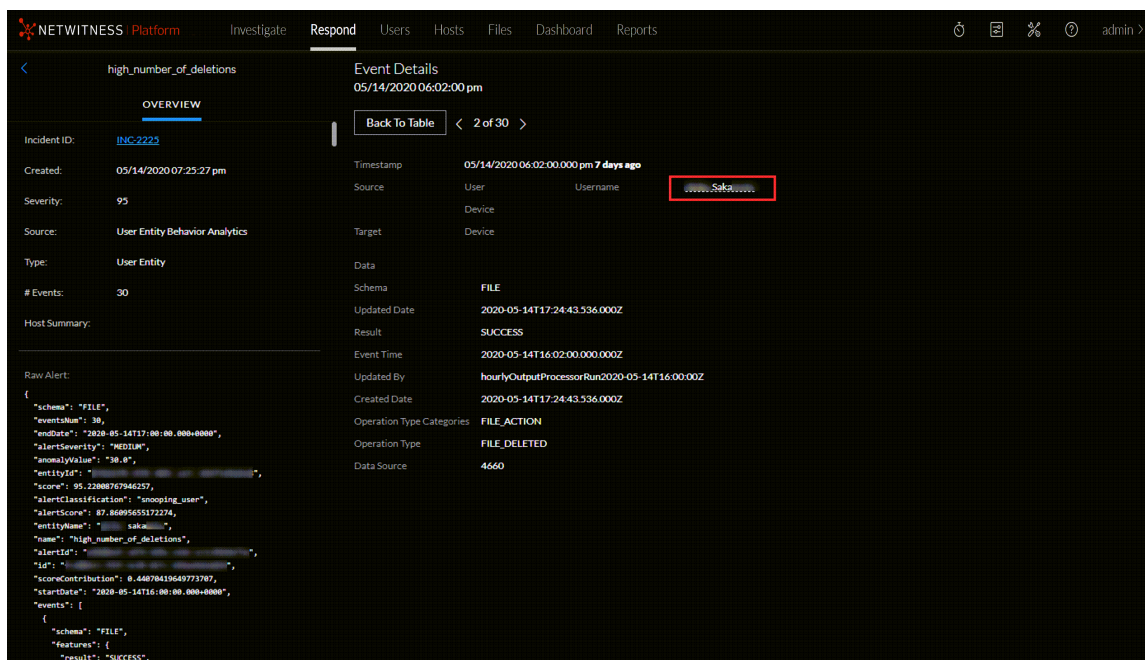 NETWITNESS Platform Investigate Respond Users Hosts Files Dashboard Reports admin >
high_number_of_deletions
OVERVIEW
Incident ID: INC-2225
Created: 05/14/2020 07:25:27 pm
Severity: 95
Source: User Entity Behavior Analytics
Type: User Entity
# Events: 30
Host Summary:
Raw Alert:
{
"schema": "FILE",
"eventsNum": 30,
"endDate": "2020-05-14T17:00:00.000+0000",
"alertSeverity": "MEDIUM",
"anomalyValue": "30.0",
"entityId": "
",
"score": 95.22008767946257,
"alertClassification": "snooping_user",
"alertScore": 87.86095655172274,
"entityName": " saka ",
"name": "high_number_of_deletions",
"alertId": " ",
"id": " ",
"scoreContribution": 0.44070419649773707,
"startDate": "2020-05-14T16:00:00.000+0000",
"events": [
{
"schema": "FILE",
"features": {
"result": "SUCCESS",
Event Details
05/14/2020 06:02:00 pm
Back To Table < 2 of 30 >
Timestamp 05/14/2020 06:02:00.000 pm 7 days ago
Source User Username Saka
Device
Target Device
Data
Schema FILE
Updated Date 2020-05-14T17:24:43.536.000Z
Result SUCCESS
Event Time 2020-05-14T16:02:00.000.000Z
Updated By hourlyOutputProcessorRun2020-05-14T16:00:00Z
Created Date 2020-05-14T17:24:43.536.000Z
Operation Type Categories FILE_ACTION
Operation Type FILE_DELETED
Data Source 4660